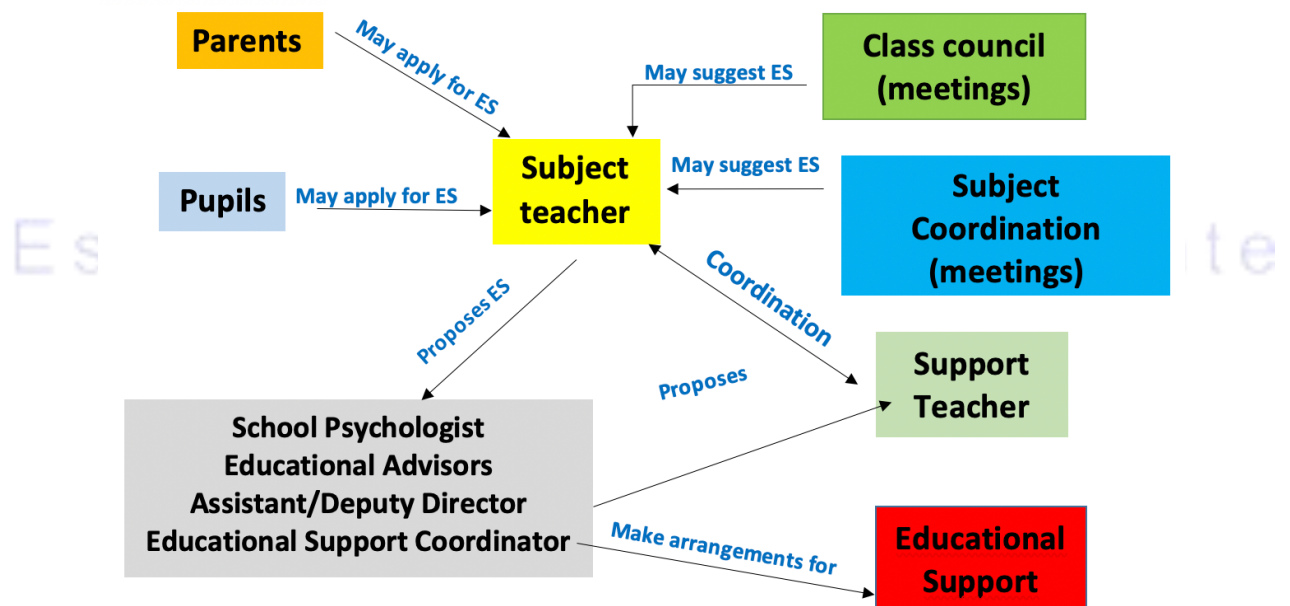 Parents
May apply for ES
May suggest ES
Class council
(meetings)
Subject
teacher
May suggest ES
Subject
Coordination
(meetings)
Pupils
May apply for ES
Es
te
Coordination
Proposes ES
Proposes
Support
Teacher
School Psychologist
Educational Advisors
Assistant/Deputy Director
Educational Support Coordinator
Make arrangements for
Educational
Support